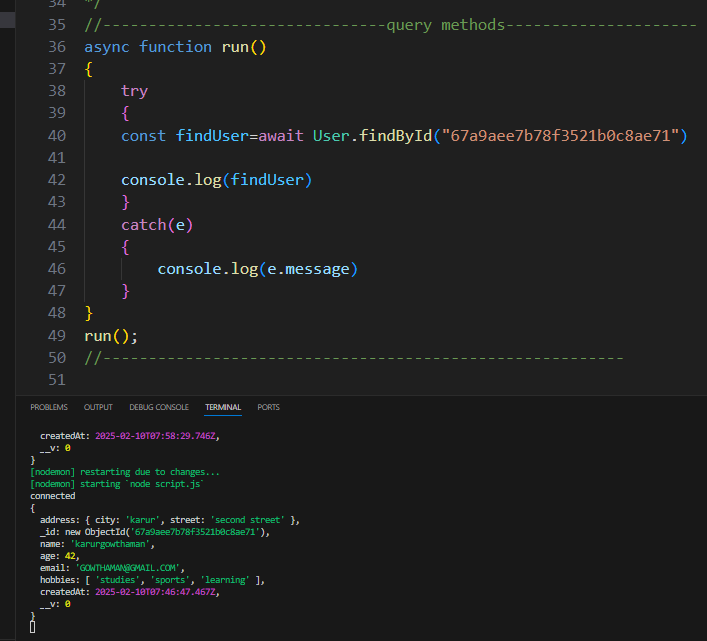 34 */
35 //-------------------------------query methods---------------------
36 async function run()
37 {
38 try
39 {
40 const findUser=await User.findById("67a9aee7b78f3521b0c8ae71")
41
42 console.log(findUser)
43 }
44 catch(e)
45 {
46 console.log(e.message)
47 }
48 }
49 run();
50 //---------------------------------------------------------
51
PROBLEMS OUTPUT DEBUG CONSOLE TERMINAL PORTS
createdAt: 2025-02-10T07:58:29.746Z,
__v: 0
}
[nodemon] restarting due to changes...
[nodemon] starting `node script.js`
connected
{
address: { city: 'karur', street: 'second street' },
_id: new ObjectId('67a9aee7b78f3521b0c8ae71'),
name: 'karurgowthaman',
age: 42,
email: 'GOWTHAMAN@GMAIL.COM',
hobbies: [ 'studies', 'sports', 'learning' ],
createdAt: 2025-02-10T07:46:47.467Z,
__v: 0
}